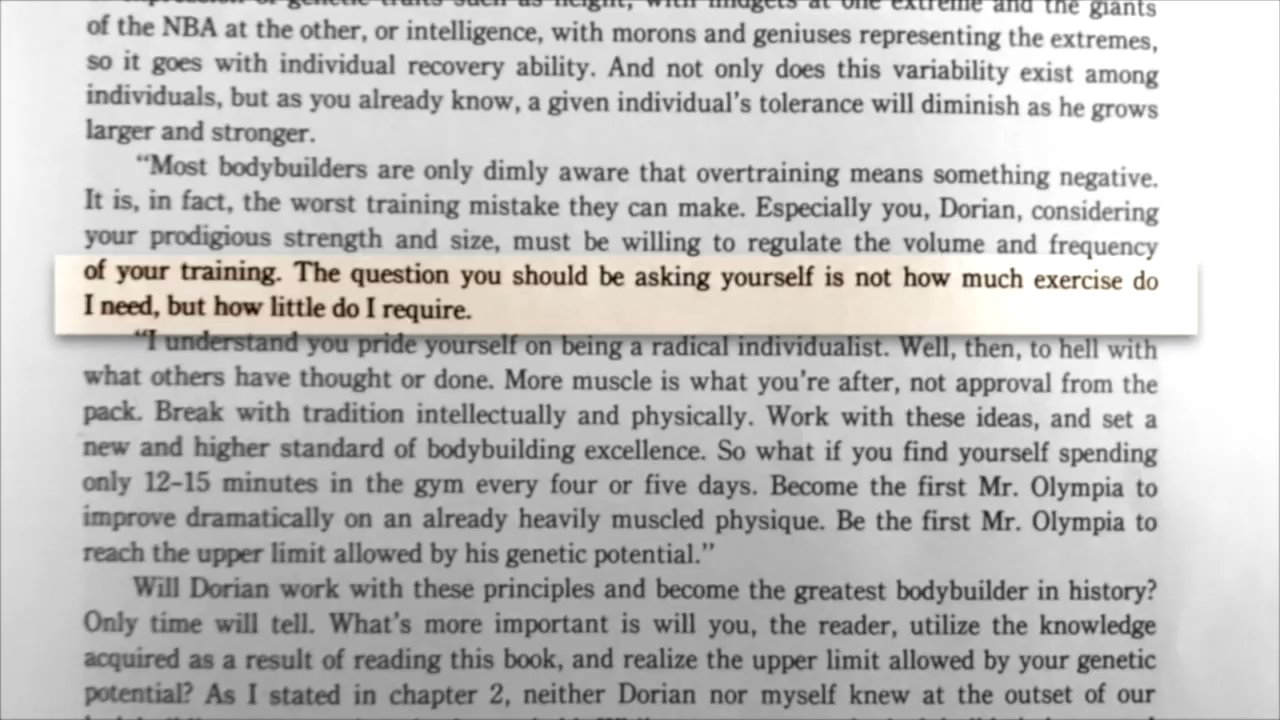 of genetic traits such as height, with midgets at one extreme and the giants
of the NBA at the other, or intelligence, with morons and geniuses representing the extremes,
so it goes with individual recovery ability. And not only does this variability exist among
individuals, but as you already know, a given individual's tolerance will diminish as he grows
larger and stronger.
"Most bodybuilders are only dimly aware that overtraining means something negative.
It is, in fact, the worst training mistake they can make. Especially you, Dorian, considering
your prodigious strength and size, must be willing to regulate the volume and frequency
of your training. The question you should be asking yourself is not how much exercise do
I need, but how little do I require.
"I understand you pride yourself on being a radical individualist. Well, then, to hell with
what others have thought or done. More muscle is what you're after, not approval from the
pack. Break with tradition intellectually and physically. Work with these ideas, and set a
new and higher standard of bodybuilding excellence. So what if you find yourself spending
only 12–15 minutes in the gym every four or five days. Become the first Mr. Olympia to
improve dramatically on an already heavily muscled physique. Be the first Mr. Olympia to
reach the upper limit allowed by his genetic potential."
Will Dorian work with these principles and become the greatest bodybuilder in history?
Only time will tell. What's more important is will you, the reader, utilize the knowledge
acquired as a result of reading this book, and realize the upper limit allowed by your genetic
potential? As I stated in chapter 2, neither Dorian nor myself knew at the outset of our